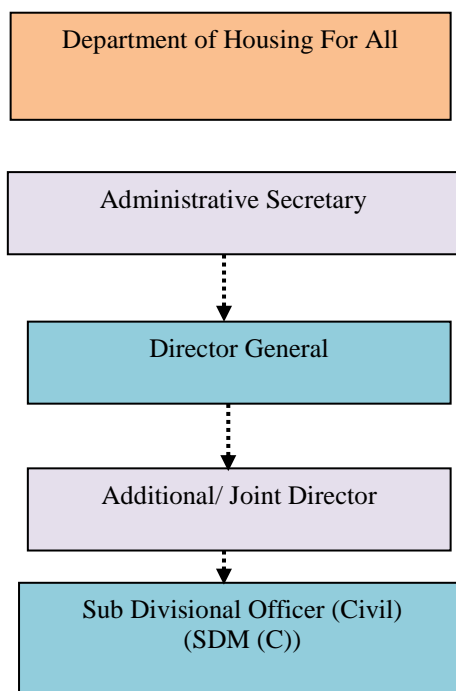 Department of Housing For All
Administrative Secretary
Director General
Additional/ Joint Director
Sub Divisional Officer (Civil)
(SDM (C))